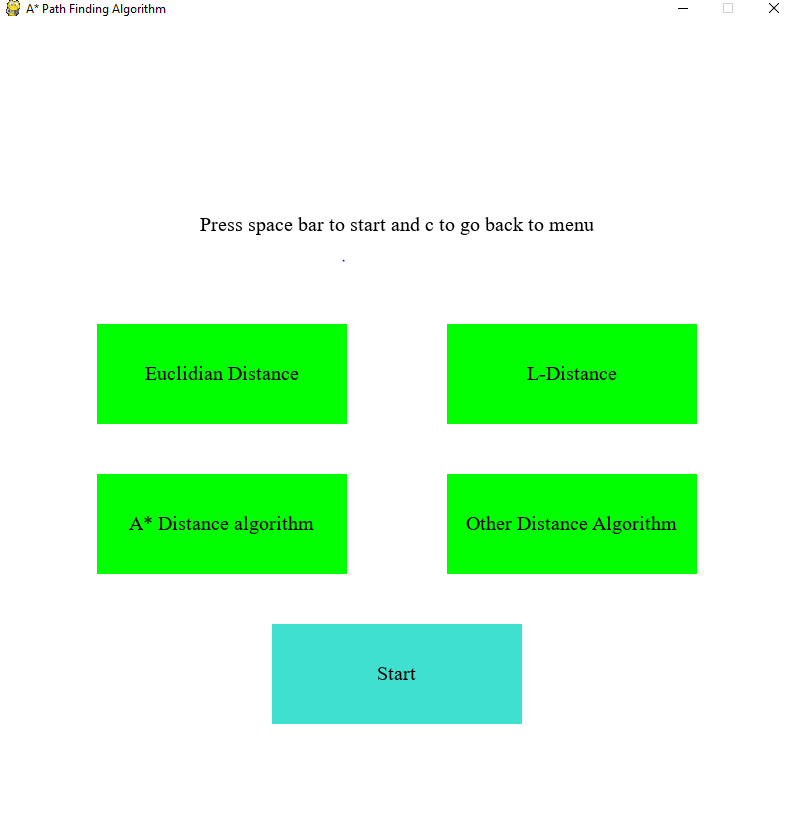 A* Path Finding Algorithm
Press space bar to start and c to go back to menu
Euclidian Distance
L-Distance
A* Distance algorithm
Other Distance Algorithm
Start